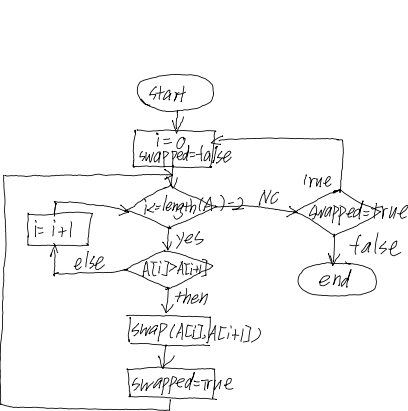 start
i=0
swapped=false
i<=length(A)-2
NO
true
swapped=true
i=i+1
yes
false
else
A[i]>A[i+1]
end
then
swap(A[i],A[i+1])
swapped=true